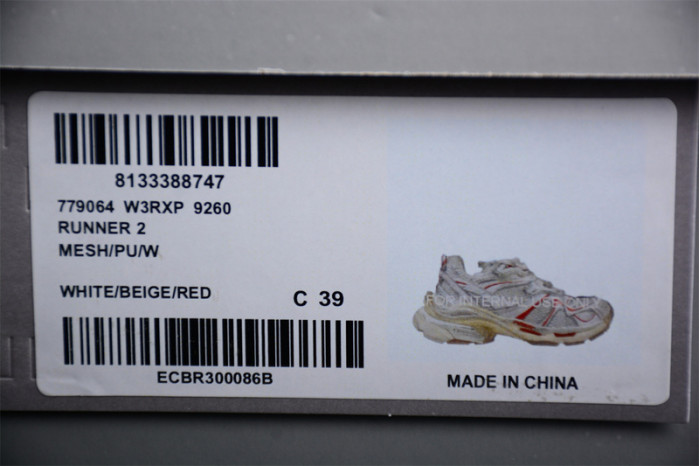 8133388747
779064 W3RXP 9260
RUNNER 2
MESH/PU/W
WHITE/BEIGE/RED
C 39
ECBR300086B
FOR INTERNAL USE ONLY
MADE IN CHINA